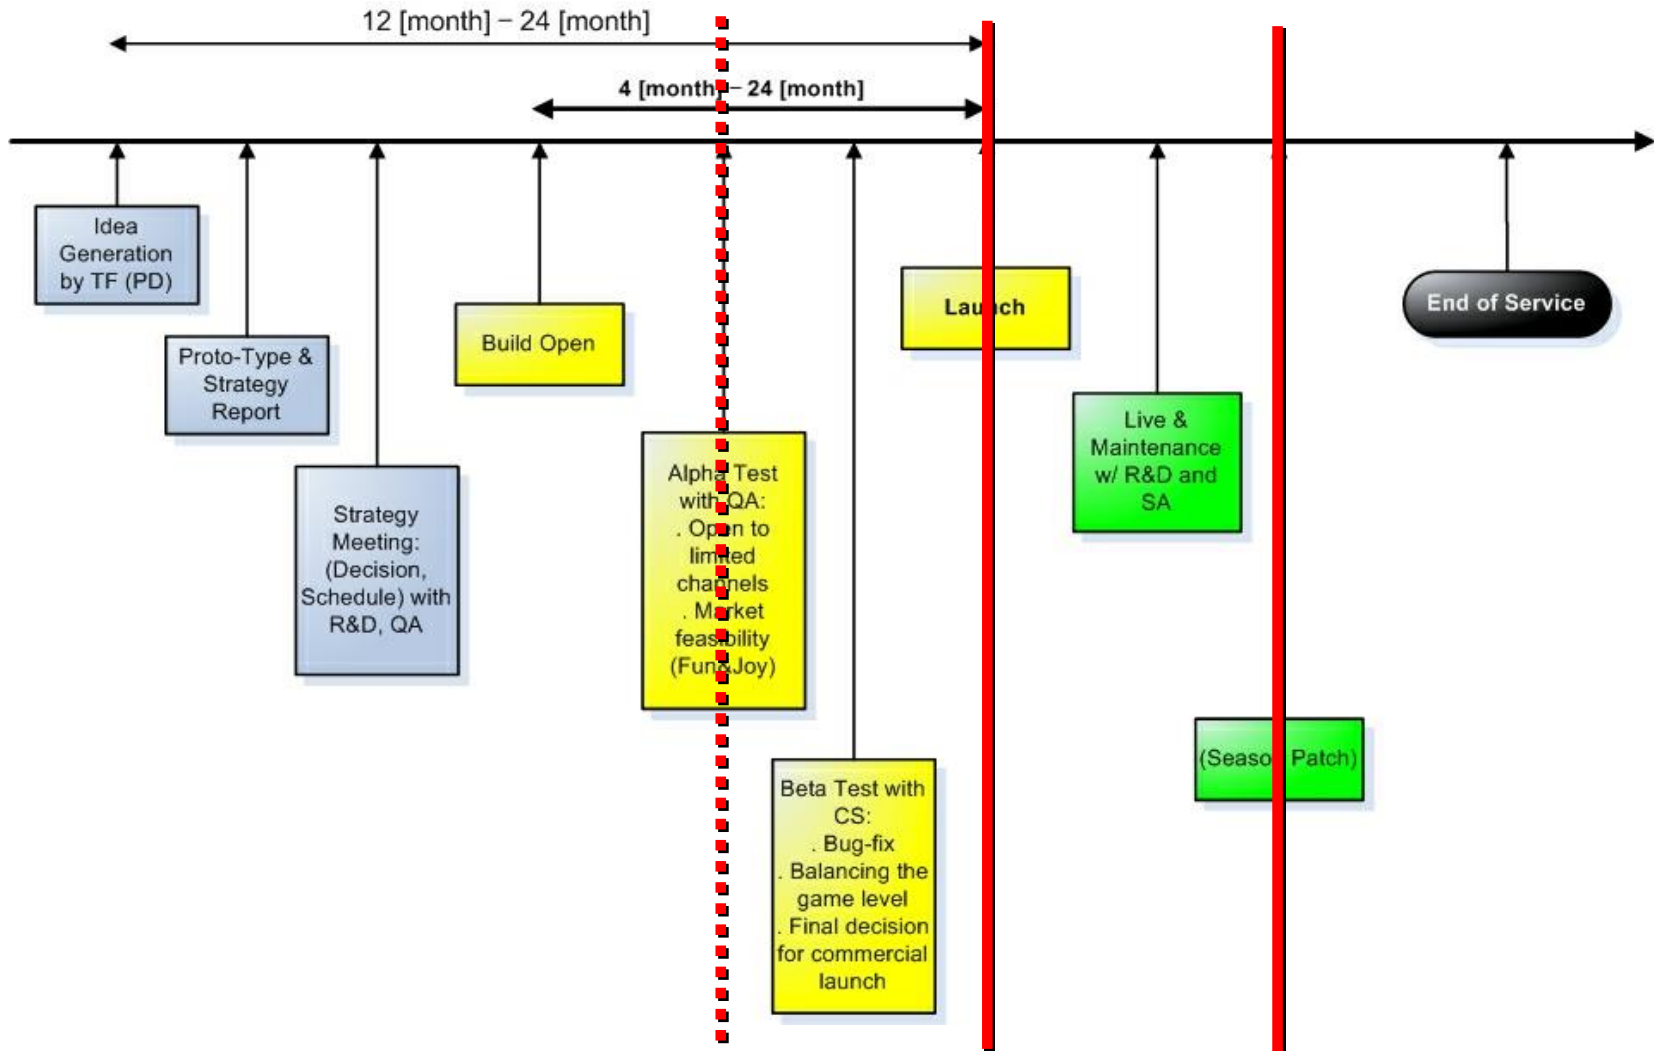 12 [month] – 24 [month]
4 [month] – 24 [month]
Idea
Generation
by TF (PD)
Proto-Type &
Strategy
Report
Strategy
Meeting:
(Decision,
Schedule) with
R&D, QA
Build Open
Alpha Test
with QA:
. Open to
limited
channels
. Market
feasibility
(Fun&Joy)
Beta Test with
CS:
. Bug-fix
. Balancing the
game level
. Final decision
for commercial
launch
Launch
Live &
Maintenance
w/ R&D and
SA
(Season Patch)
End of Service